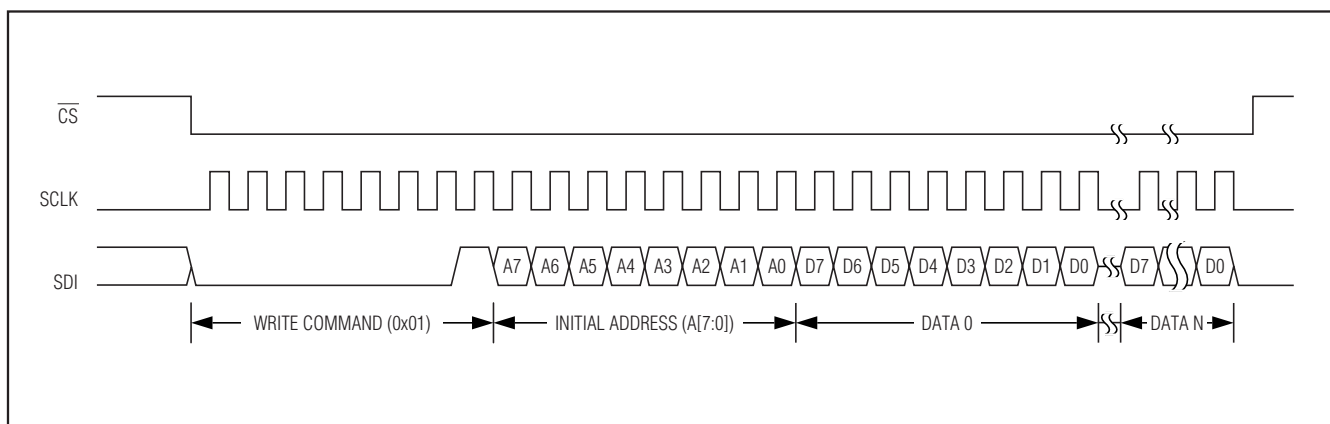 CS
SCLK
SDI
A7 A6 A5 A4 A3 A2 A1 A0 D7 D6 D5 D4 D3 D2 D1 D0 D7 D0
WRITE COMMAND (0x01) INITIAL ADDRESS (A[7:0]) DATA 0 DATA N